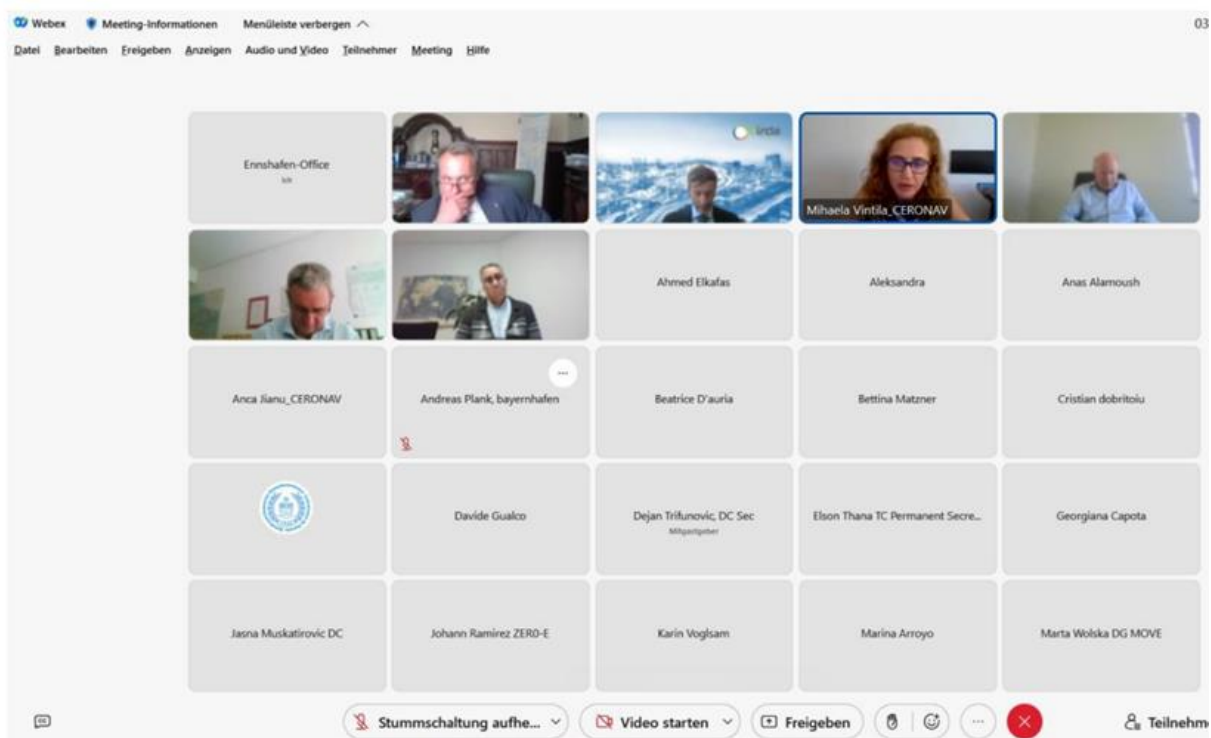 Webex Meeting-Informationen Menüleiste verbergen 03
Datei Bearbeiten Freigeben Anzeigen Audio und Video Teilnehmer Meeting Hilfe
Ennshafen-Office
Ich
Mihaela Vintila_CERONAV
Ahmed Elkafas
Aleksandra
Anas Alamoush
Anca Jianu_CERONAV
Andreas Plank, bayernhafen
Beatrice D'auria
Bettina Matzner
Cristian dobritoiu
Davide Gualco
Dejan Trifunovic, DC Sec
Mitgastgeber
Elson Thana TC Permanent Secre...
Georgiana Capota
Jasna Muskatirovic DC
Johann Ramirez ZER0-E
Karin Voglsam
Marina Arroyo
Marta Wolska DG MOVE
Stummschaltung aufhe... Video starten Freigeben Teilnehm